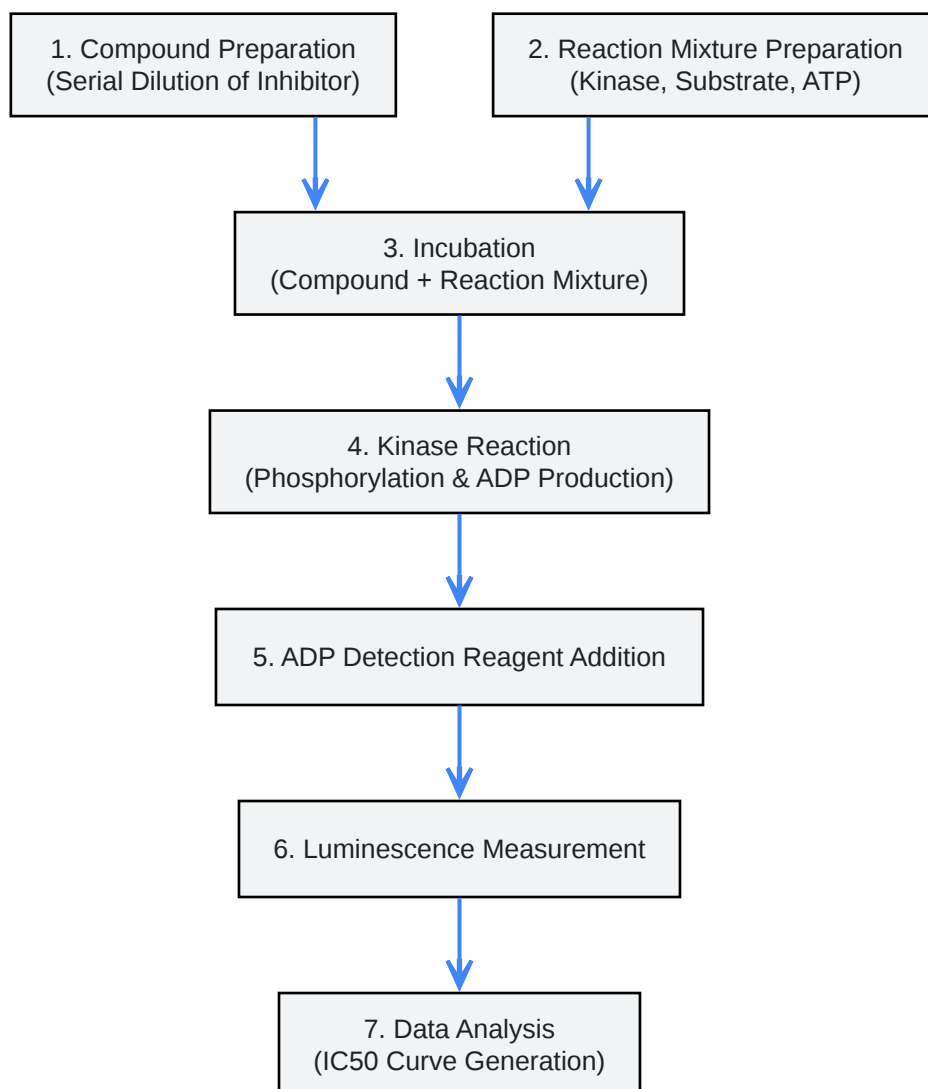 1. Compound Preparation
(Serial Dilution of Inhibitor)
2. Reaction Mixture Preparation
(Kinase, Substrate, ATP)
3. Incubation
(Compound + Reaction Mixture)
4. Kinase Reaction
(Phosphorylation & ADP Production)
5. ADP Detection Reagent Addition
6. Luminescence Measurement
7. Data Analysis
(IC50 Curve Generation)